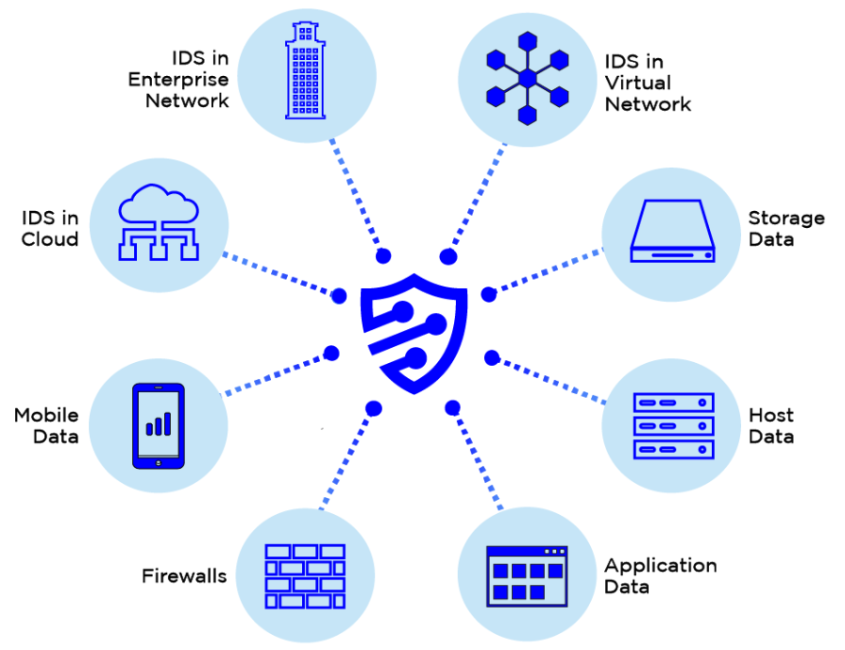 IDS in
Enterprise
Network
IDS in
Virtual
Network
IDS in
Cloud
Storage
Data
Mobile
Data
Host
Data
Firewalls
Application
Data